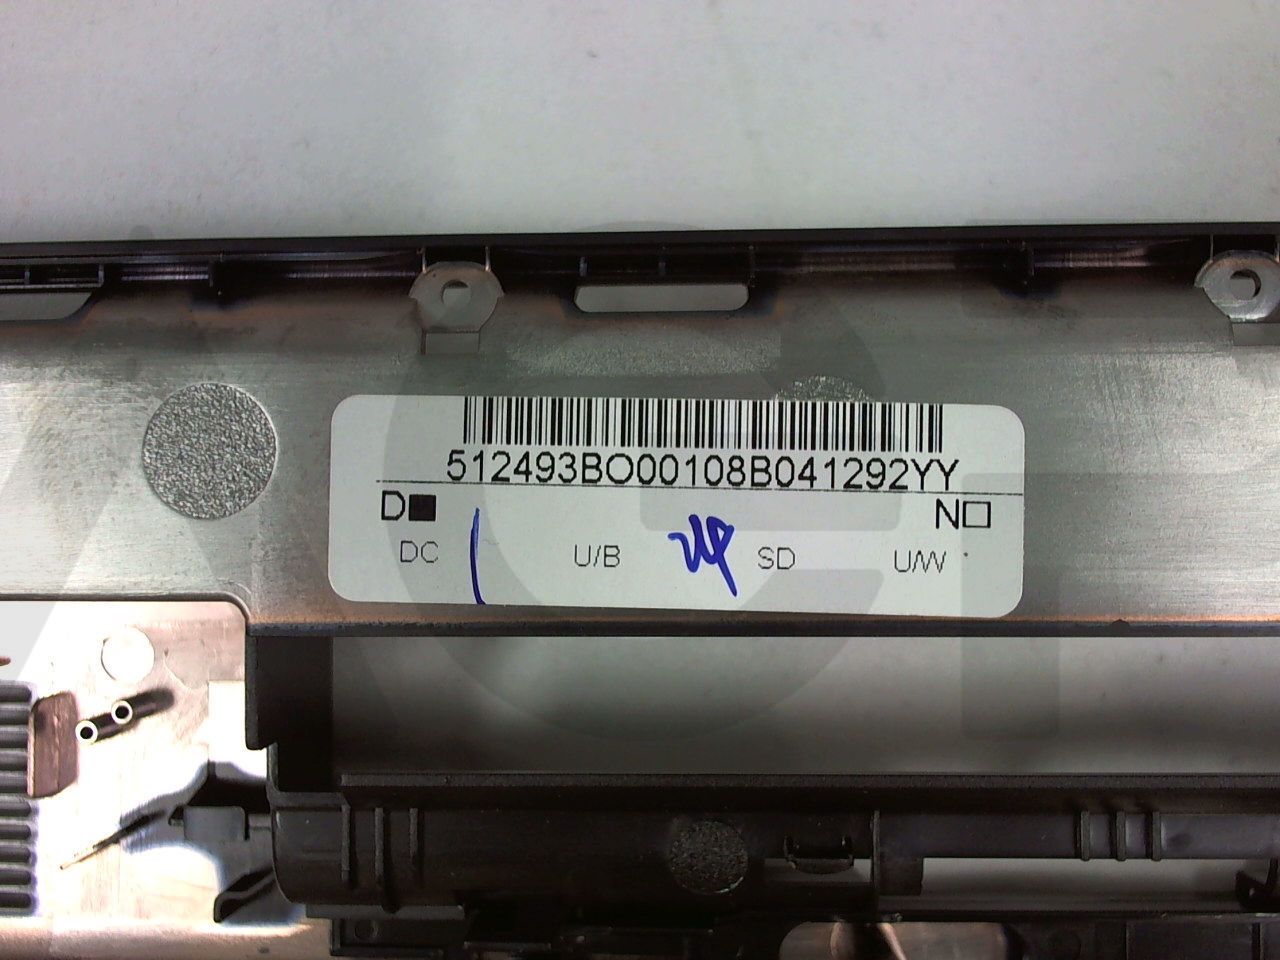 512493BO00108B041292YY
D■ N□
DC U/B SD U/W